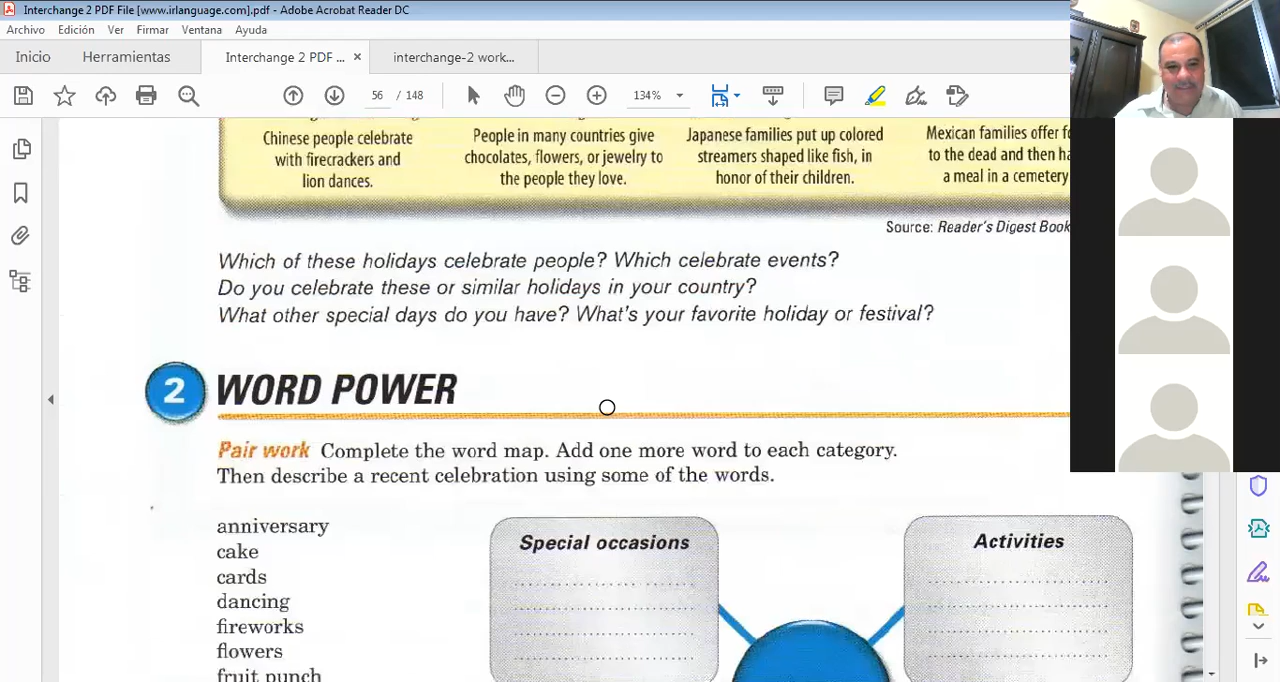 Interchange 2 PDF File [www.irlanguage.com].pdf - Adobe Acrobat Reader DC
Archivo Edición Ver Firmar Ventana Ayuda
Inicio Herramientas Interchange 2 PDF ... × interchange-2 work...
56 / 148 134%
Chinese people celebrate
with firecrackers and
lion dances.
People in many countries give
chocolates, flowers, or jewelry to
the people they love.
Japanese families put up colored
streamers shaped like fish, in
honor of their children.
Mexican families offer
to the dead and then
a meal in a cemetery
Source: Reader's Digest Book
Which of these holidays celebrate people? Which celebrate events?
Do you celebrate these or similar holidays in your country?
What other special days do you have? What's your favorite holiday or festival?
2 WORD POWER
Pair work Complete the word map. Add one more word to each category.
Then describe a recent celebration using some of the words.
anniversary
cake
cards
dancing
fireworks
flowers
fruit punch
Special occasions
Activities